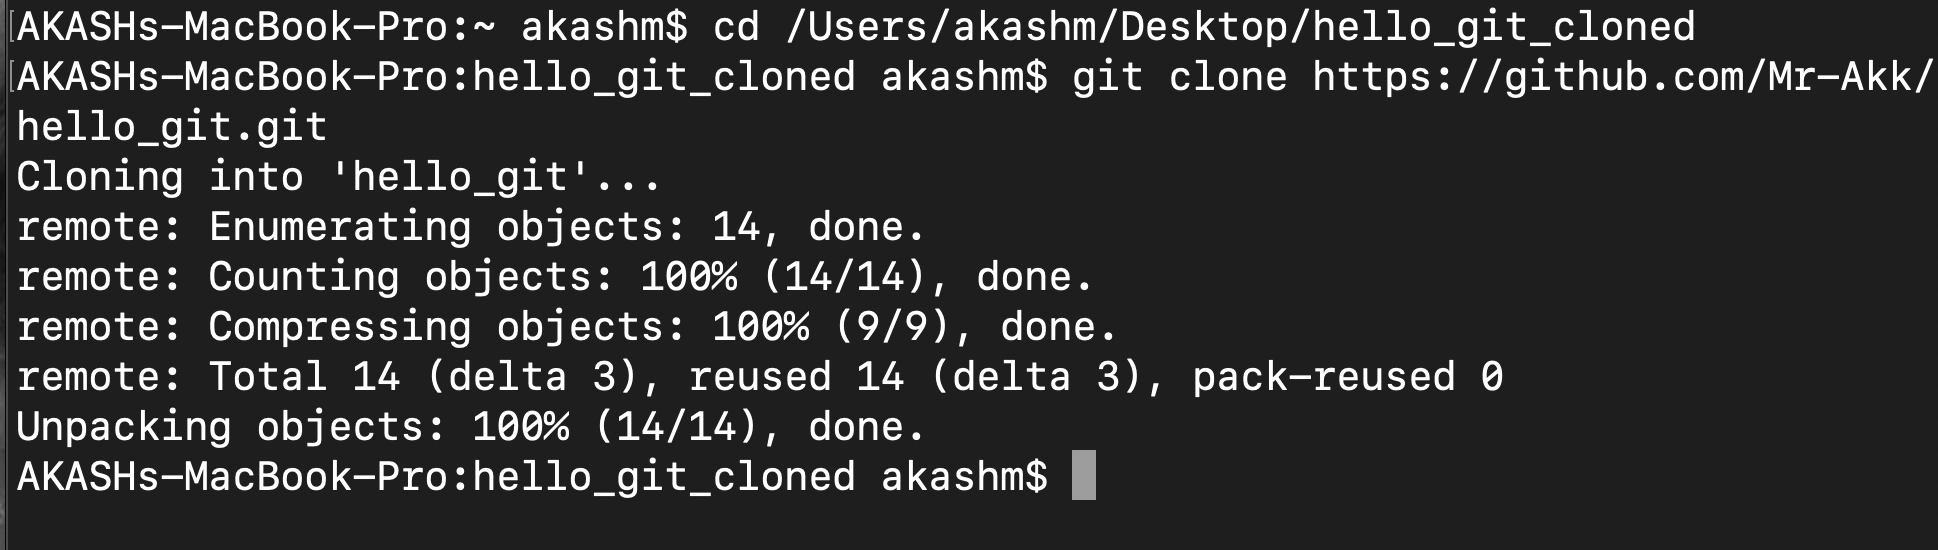 AKASHs-MacBook-Pro:~ akashm$ cd /Users/akashm/Desktop/hello_git_cloned
AKASHs-MacBook-Pro:hello_git_cloned akashm$ git clone https://github.com/Mr-Akk/
hello_git.git
Cloning into 'hello_git'...
remote: Enumerating objects: 14, done.
remote: Counting objects: 100% (14/14), done.
remote: Compressing objects: 100% (9/9), done.
remote: Total 14 (delta 3), reused 14 (delta 3), pack-reused 0
Unpacking objects: 100% (14/14), done.
AKASHs-MacBook-Pro:hello_git_cloned akashm$